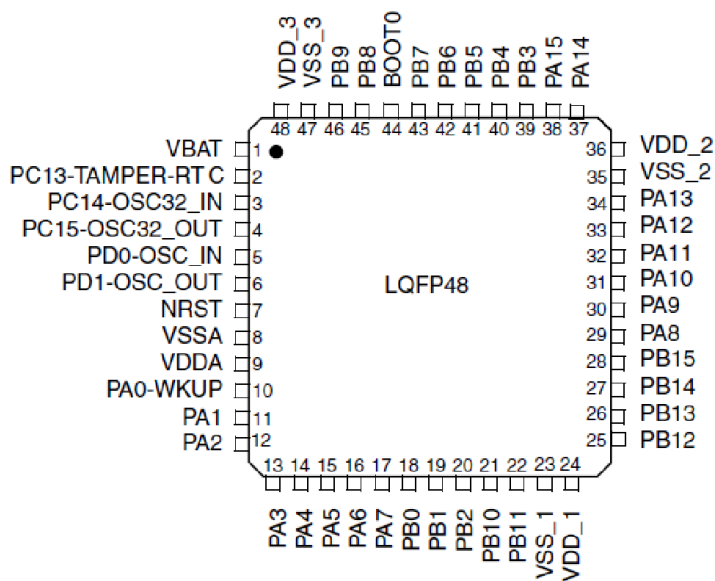 VDD_3
VSS_3
PB9
PB8
BOOT0
PB7
PB6
PB5
PB4
PB3
PA15
PA14
48 47 46 45 44 43 42 41 40 39 38 37
VBAT 1
PC13-TAMPER-RTC 2
PC14-OSC32_IN 3
PC15-OSC32_OUT 4
PD0-OSC_IN 5
PD1-OSC_OUT 6
NRST 7
VSSA 8
VDDA 9
PA0-WKUP 10
PA1 11
PA2 12
LQFP48
36 VDD_2
35 VSS_2
34 PA13
33 PA12
32 PA11
31 PA10
30 PA9
29 PA8
28 PB15
27 PB14
26 PB13
25 PB12
13 14 15 16 17 18 19 20 21 22 23 24
PA3
PA4
PA5
PA6
PA7
PB0
PB1
PB2
PB10
PB11
VSS_1
VDD_1